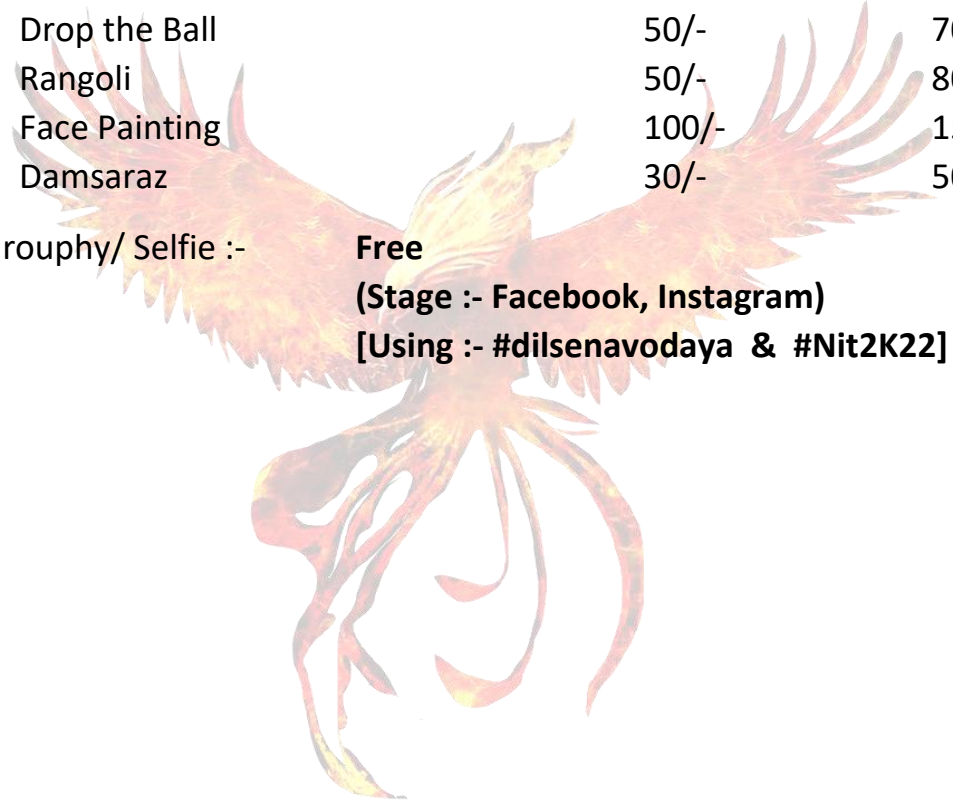 Drop the Ball 50/-
Rangoli 50/-
Face Painting 100/-
Damsaraz 30/-
/ Selfie :- Free
(Stage :- Facebook, Instagram)
[Using :- #dilsenavodaya & #Nit2K22]